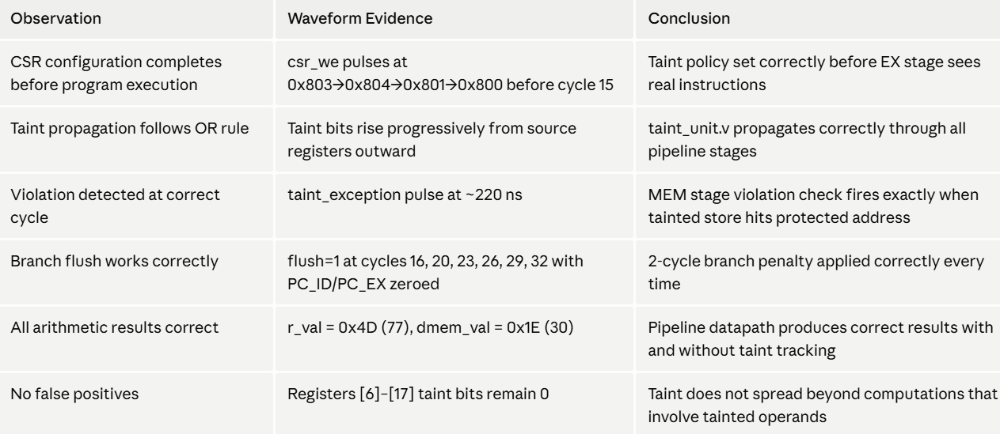 Observation Waveform Evidence Conclusion
CSR configuration completes
before program execution
csr_we pulses at
0x803→0x804→0x801→0x800 before cycle 15
Taint policy set correctly before EX stage sees
real instructions
Taint propagation follows OR rule
Taint bits rise progressively from source
registers outward
taint_unit.v propagates correctly through all
pipeline stages
Violation detected at correct
cycle
taint_exception pulse at ~220 ns
MEM stage violation check fires exactly when
tainted store hits protected address
Branch flush works correctly
flush=1 at cycles 16, 20, 23, 26, 29, 32 with
PC_ID/PC_EX zeroed
2-cycle branch penalty applied correctly every
time
All arithmetic results correct
r_val = 0x4D (77), dmem_val = 0x1E (30)
Pipeline datapath produces correct results with
and without taint tracking
No false positives
Registers [6]–[17] taint bits remain 0
Taint does not spread beyond computations that
involve tainted operands